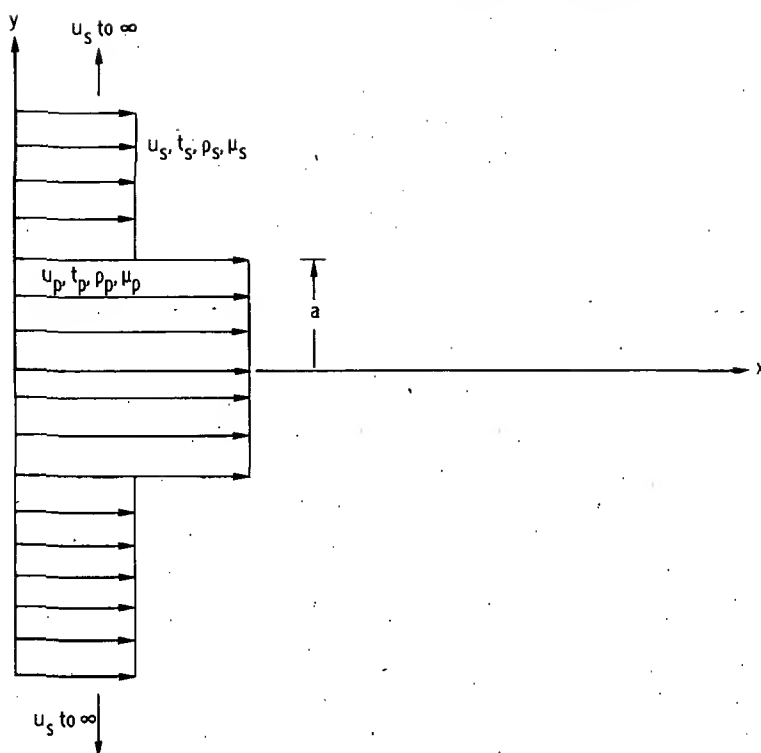 y
u_s to ∞
u_s, t_s, ρ_s, μ_s
u_p, t_p, ρ_p, μ_p
a
x
u_s to ∞